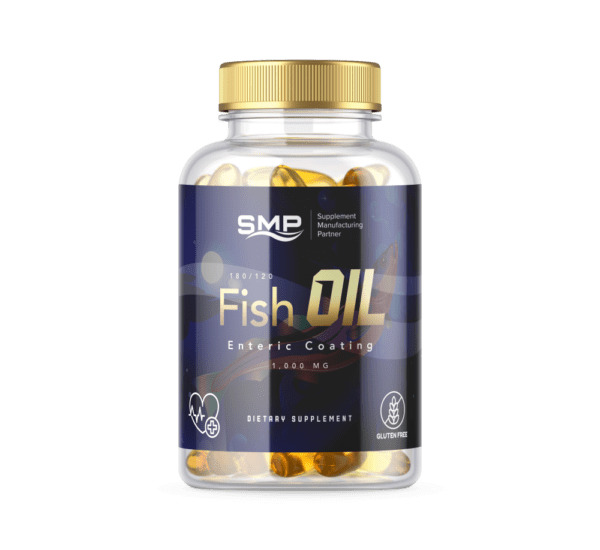 SMP
Supplement
Manufacturing
Partner
180/120
Fish OIL
Enteric Coating
1,000 MG
DIETARY SUPPLEMENT
GLUTEN FREE